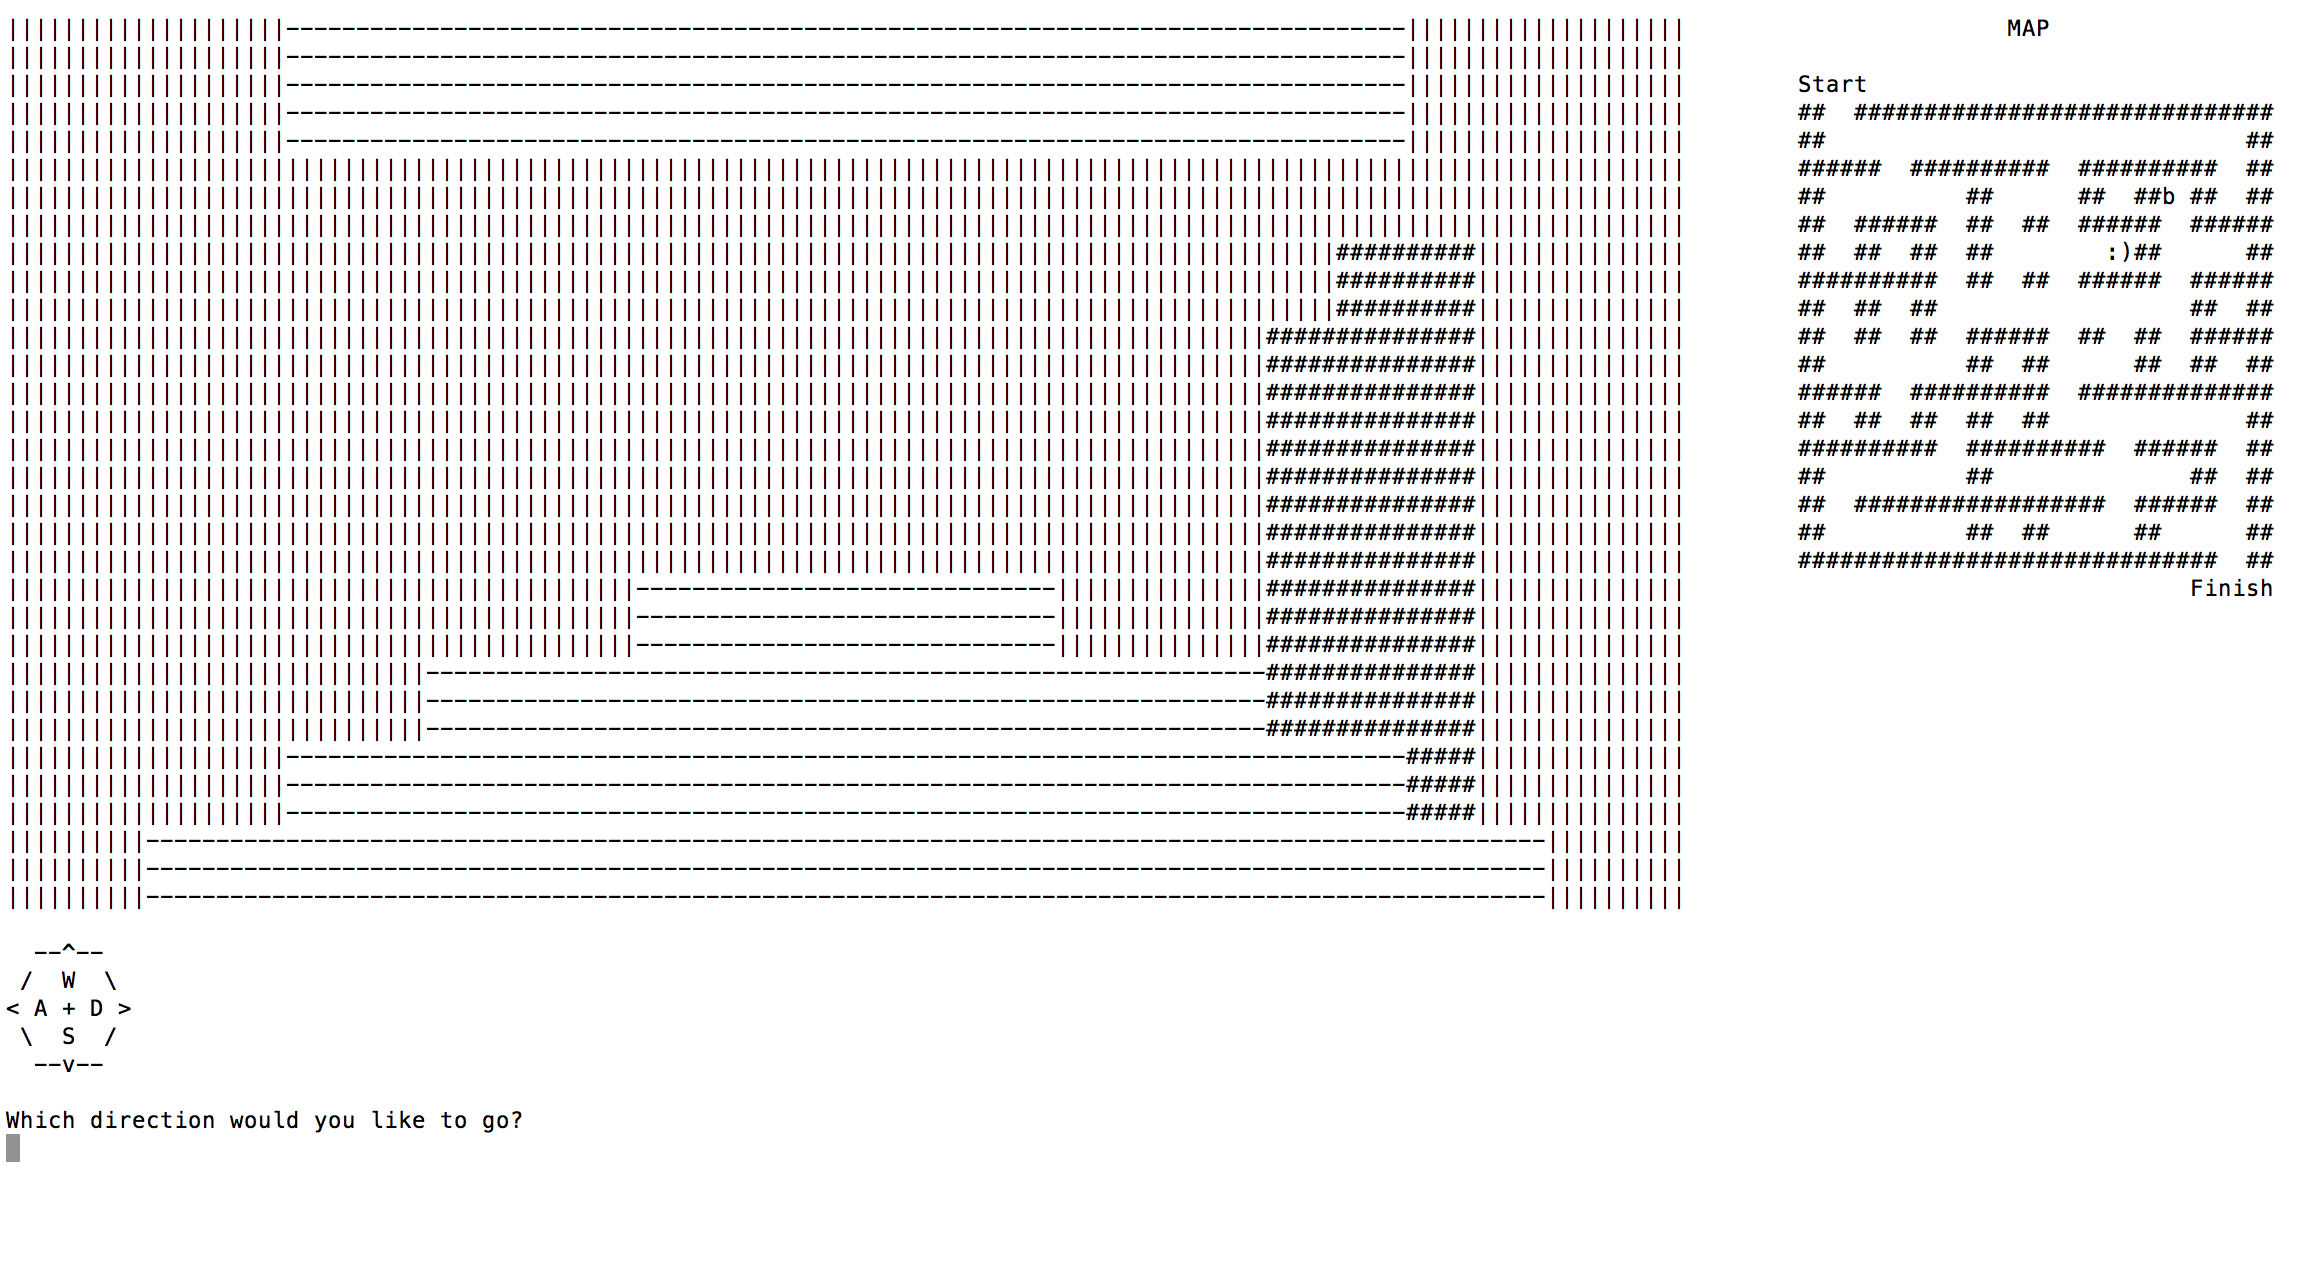 MAP
Start
b
:)
Finish
--^--
/ W \
< A + D >
\ S /
--v--
Which direction would you like to go?